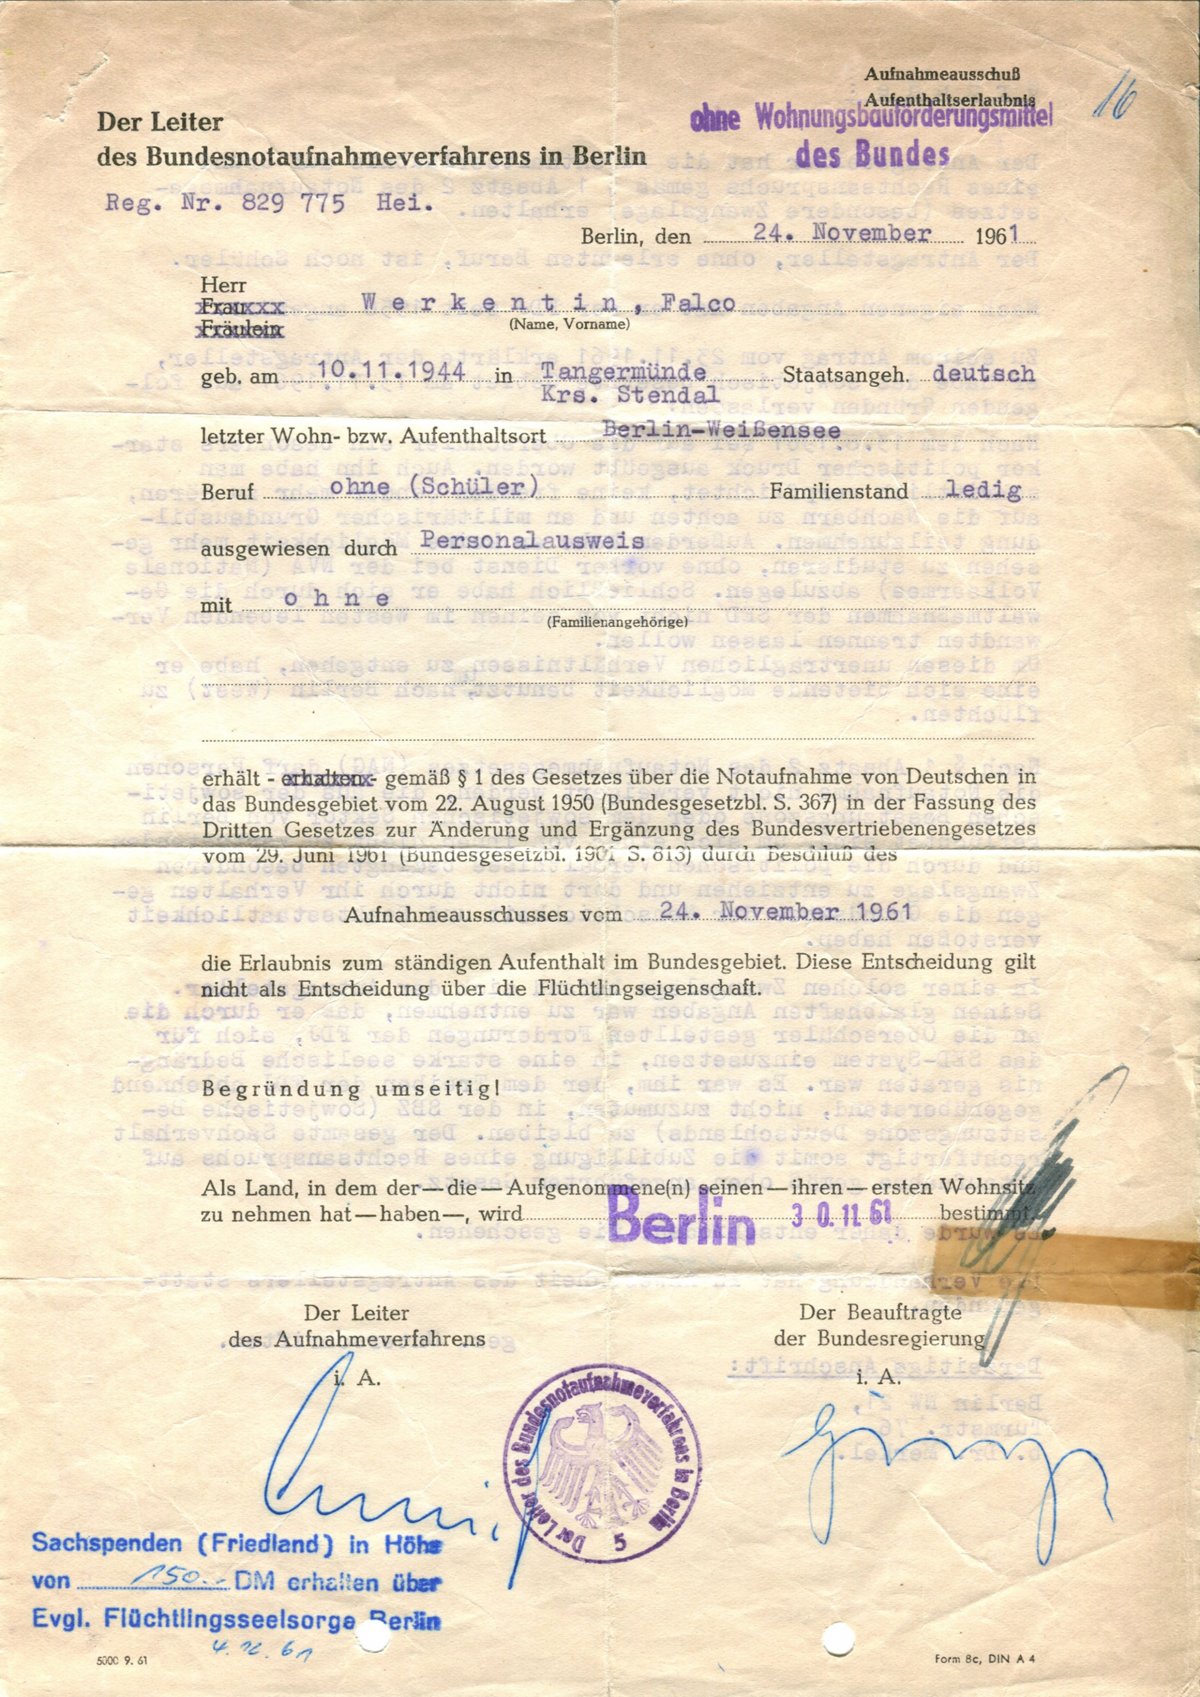 Aufnahmeausschuß
Aufenthaltserlaubnis
16
ohne Wohnungsbauförderungsmittel
des Bundes
Der Leiter
des Bundesnotaufnahmeverfahrens in Berlin
Reg. Nr. 829 775 Hei.
Berlin, den 24. November 1961
Herr
Frau
Fräulein
Werkentin, Falco
(Name, Vorname)
geb. am 10.11.1944 in Tangermünde Staatsangeh. deutsch
Krs. Stendal
letzter Wohn- bzw. Aufenthaltsort Berlin-Weißensee
Beruf ohne (Schüler) Familienstand ledig
ausgewiesen durch Personalausweis
mit ohne
(Familienangehörige)
erhält - erhalten - gemäß § 1 des Gesetzes über die Notaufnahme von Deutschen in
das Bundesgebiet vom 22. August 1950 (Bundesgesetzbl. S. 367) in der Fassung des
Dritten Gesetzes zur Änderung und Ergänzung des Bundesvertriebenengesetzes
vom 29. Juni 1961 (Bundesgesetzbl. 1961 S. 813) durch Beschluß des
Aufnahmeausschusses vom 24. November 1961
die Erlaubnis zum ständigen Aufenthalt im Bundesgebiet. Diese Entscheidung gilt
nicht als Entscheidung über die Flüchtlingseigenschaft.
Begründung umseitig!
Als Land, in dem der — die — Aufgenommene(n) seinen — ihren — ersten Wohnsitz
zu nehmen hat — haben —, wird Berlin 30.11.61 bestimmt.
Der Leiter
des Aufnahmeverfahrens
i. A.
Der Beauftragte
der Bundesregierung
i. A.
Der Leiter des Bundesnotaufnahmeverfahrens in Berlin
5
Sachspenden (Friedland) in Höhe
von 150.- DM erhalten über
Evgl. Flüchtlingsseelsorge Berlin
4.12.61
5000 9. 61
Form 8c, DIN A 4